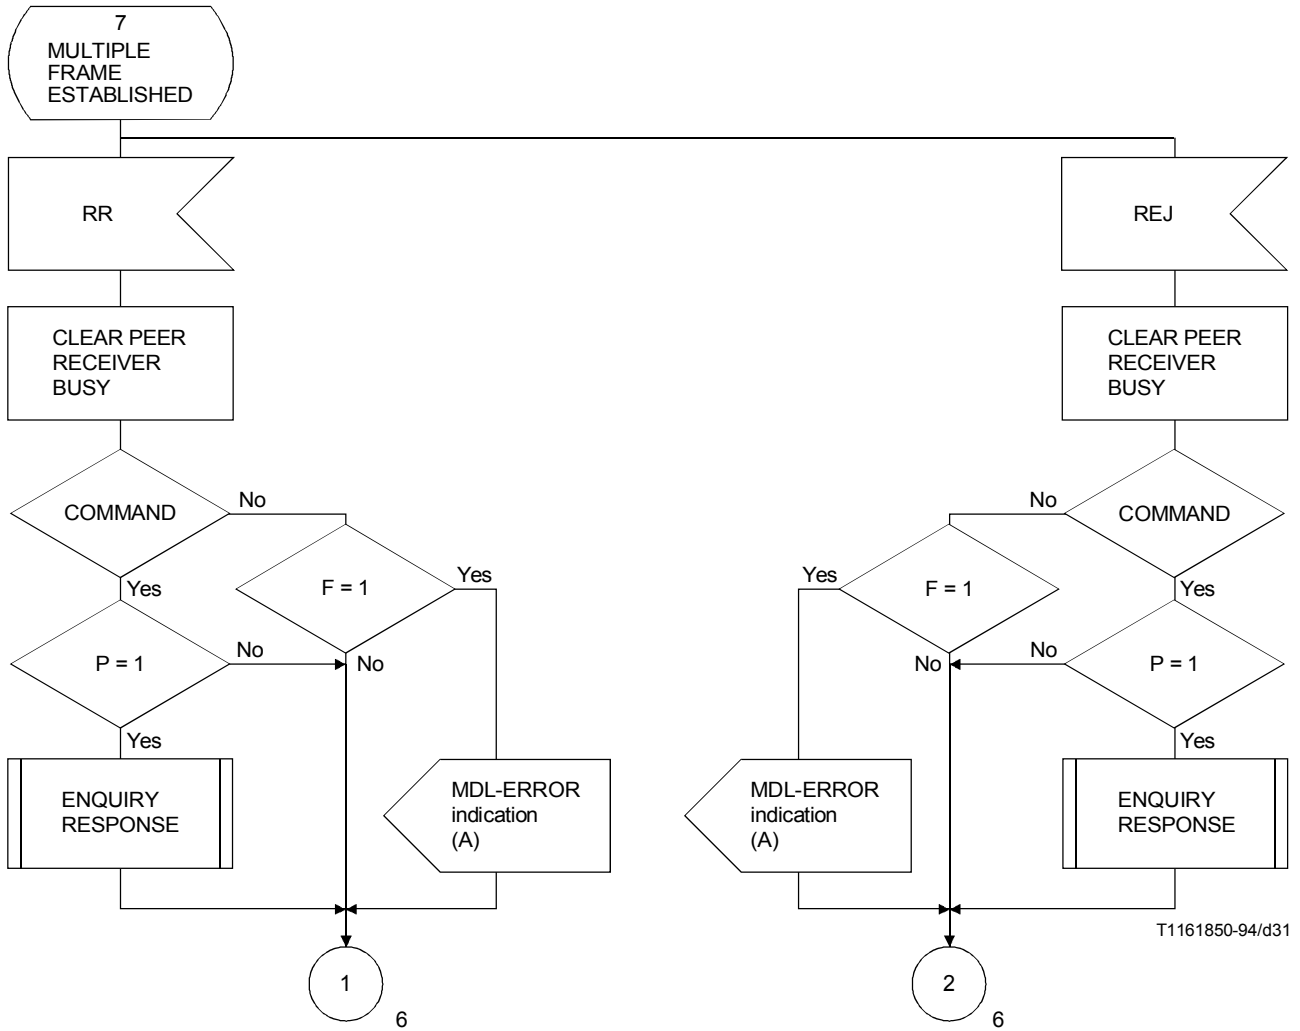 7
MULTIPLE
FRAME
ESTABLISHED
RR
REJ
CLEAR PEER
RECEIVER
BUSY
CLEAR PEER
RECEIVER
BUSY
COMMAND
No
No
COMMAND
Yes
F = 1
Yes
Yes
F = 1
Yes
P = 1
No
No
No
No
P = 1
Yes
Yes
ENQUIRY
RESPONSE
MDL-ERROR
indication
(A)
MDL-ERROR
indication
(A)
ENQUIRY
RESPONSE
T1161850-94/d31
1
6
2
6